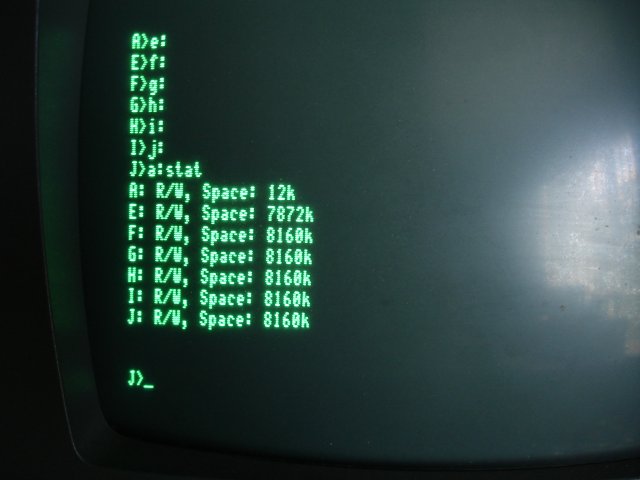 A>e:
E>f:
F>g:
G>h:
H>i:
I>j:
J>a:stat
A: R/W, Space: 12k
E: R/W, Space: 7872k
F: R/W, Space: 8160k
G: R/W, Space: 8160k
H: R/W, Space: 8160k
I: R/W, Space: 8160k
J: R/W, Space: 8160k
J>_